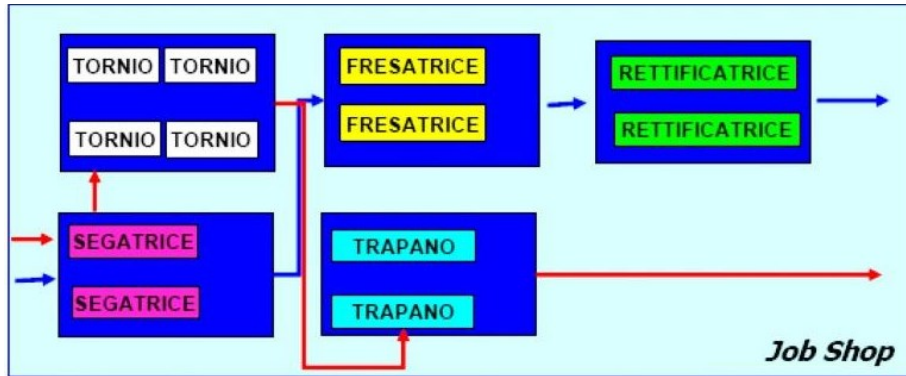 TORNIO TORNIO
TORNIO TORNIO
FRESATRICE
FRESATRICE
RETTIFICATRICE
RETTIFICATRICE
SEGATRICE
SEGATRICE
TRAPANO
TRAPANO
Job Shop